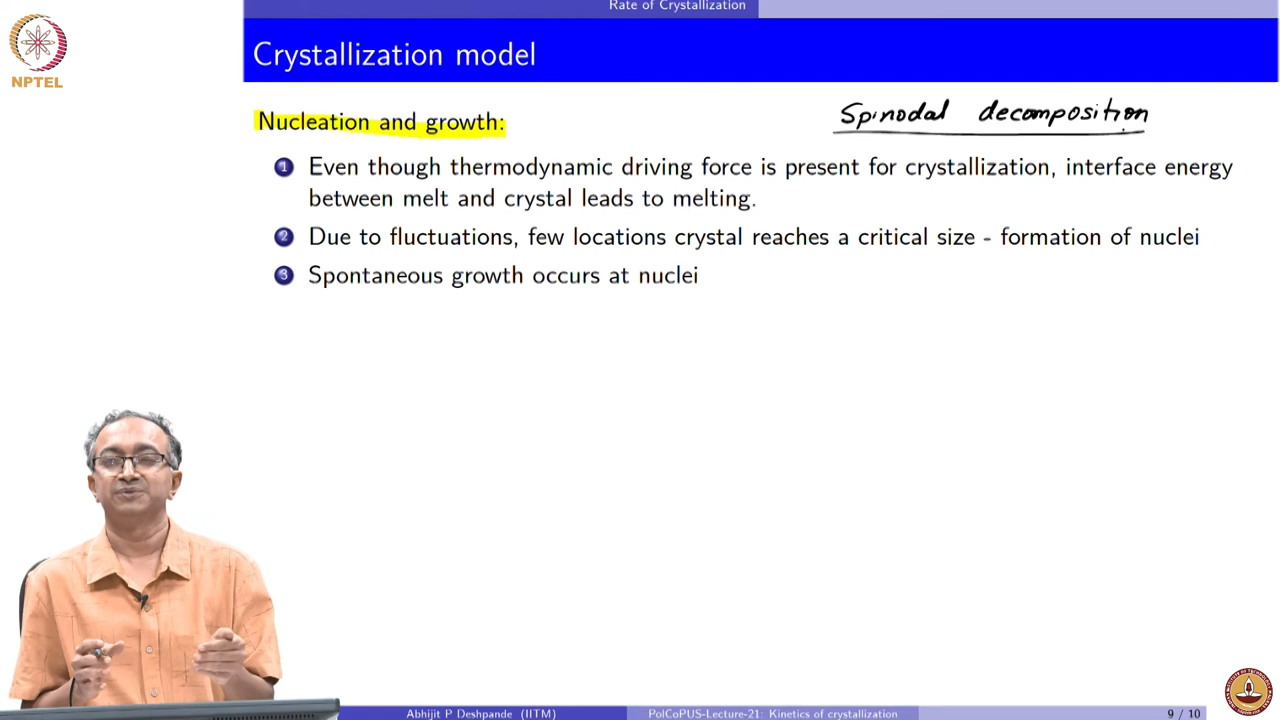 Rate of Crystallization
NPTEL
Crystallization model
Nucleation and growth:
Spinodal decomposition
1 Even though thermodynamic driving force is present for crystallization, interface energy
between melt and crystal leads to melting.
2 Due to fluctuations, few locations crystal reaches a critical size - formation of nuclei
3 Spontaneous growth occurs at nuclei
Abhijit P Deshpande (IITM)
PolCoPUS-Lecture-21: Kinetics of crystallization
9 / 10